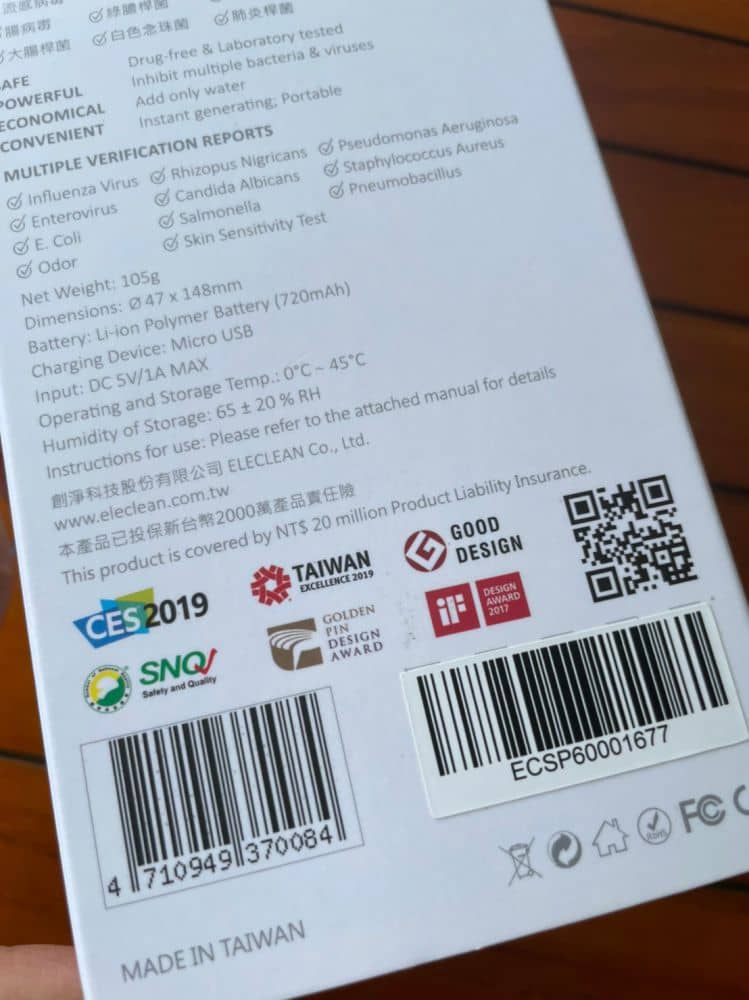 流感病毒
腸病毒
綠膿桿菌
肺炎桿菌
大腸桿菌
白色念珠菌
Drug-free & Laboratory tested
POWERFUL Inhibit multiple bacteria & viruses
ECONOMICAL Add only water
CONVENIENT Instant generating, Portable
MULTIPLE VERIFICATION REPORTS
Influenza Virus
Rhizopus Nigricans
Pseudomonas Aeruginosa
Enterovirus
Candida Albicans
Staphylococcus Aureus
E. Coli
Salmonella
Pneumobacillus
Odor
Skin Sensitivity Test
Net Weight: 105g
Dimensions: Ø 47 x 148mm
Battery: Li-ion Polymer Battery (720mAh)
Charging Device: Micro USB
Input: DC 5V/1A MAX
Operating and Storage Temp.: 0°C ~ 45°C
Humidity of Storage: 65 ± 20 % RH
Instructions for use: Please refer to the attached manual for details
創淨科技股份有限公司 ELECLEAN Co., Ltd.
www.eleclean.com.tw
本產品已投保新台幣2000萬產品責任險
This product is covered by NT$ 20 million Product Liability Insurance.
CES 2019
TAIWAN
EXCELLENCE 2019
GOOD
DESIGN
SNQ
Safety and Quality
GOLDEN
PIN
DESIGN
AWARD
iF
DESIGN
AWARD
2017
ECSP60001677
4 710949 370084
RoHS
FC
MADE IN TAIWAN